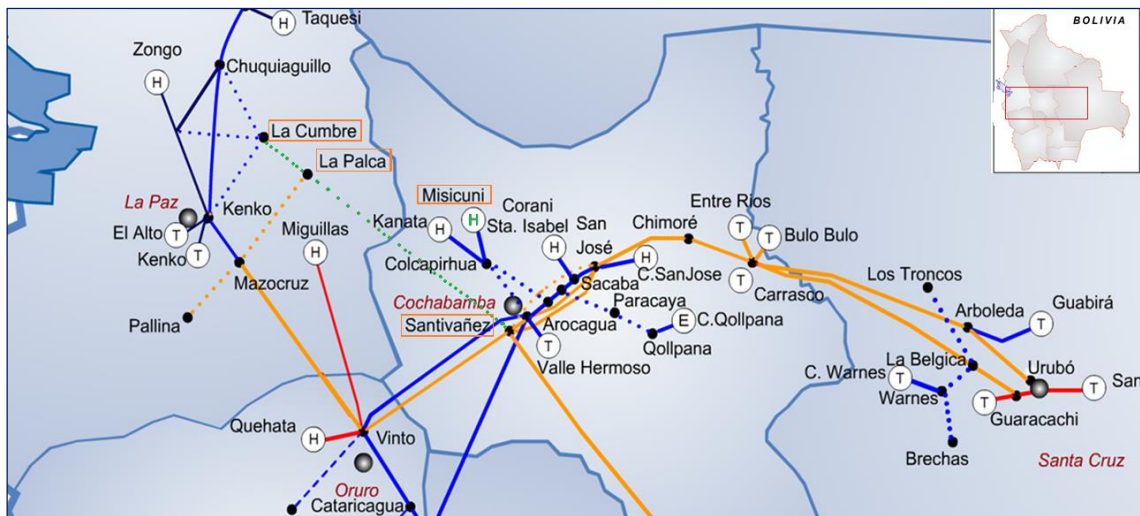 BOLIVIA
Taquesi
H
Zongo
H
Chuquiaguillo
La Cumbre
La Palca
Misicuni
La Paz
Kenko
El Alto
T
Kenko
T
Miguillas
H
Mazocruz
Pallina
Kanata
H
H
Corani
Sta. Isabel
San
José
H
Chimoré
Entre Rios
T
T
Bulo Bulo
Colcapirhua
Cochabamba
Sacaba
H
C.SanJose
Carrasco
T
Los Troncos
Santivañez
Arocagua
Paracaya
E
C.Qollpana
Qollpana
T
Valle Hermoso
Arboleda
Guabirá
T
La Belgica
Urubó
C. Warnes
T
Warnes
T
Guaracachi
T
Brechas
Santa Cruz
Quehata
H
Vinto
Oruro
Cataricagua